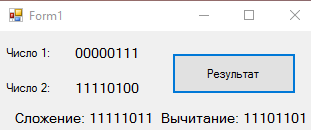 Form1
Число 1: 00000111
Результат
Число 2: 11110100
Сложение: 11111011 Вычитание: 11101101